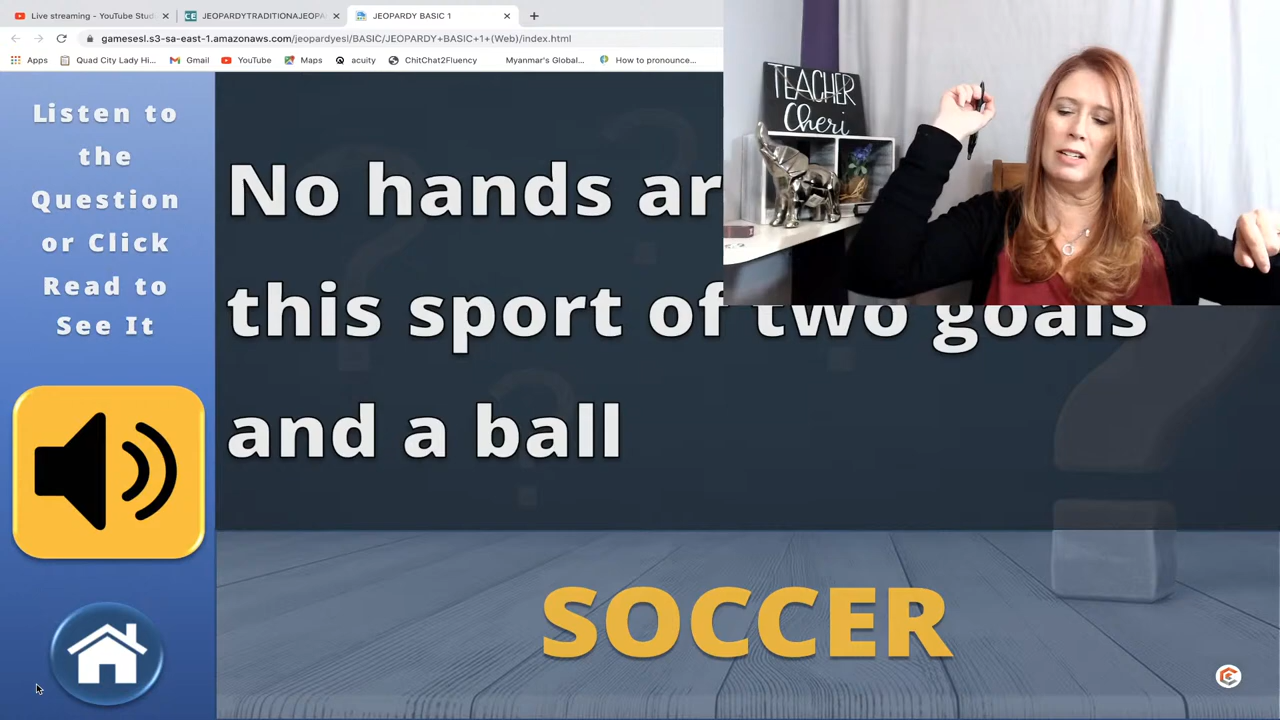 Live streaming - YouTube Stud
JEOPARDYTRADITIONAJEOPA
JEOPARDY BASIC 1
gamesesl.s3-sa-east-1.amazonaws.com/jeopardyesl/BASIC/JEOPARDY+BASIC+1+(Web)/index.html
Apps
Quad City Lady Hi...
Gmail
YouTube
Maps
acuity
ChitChat2Fluency
Myanmar's Global...
How to pronounce...
Listen to
the
Question
or Click
Read to
See It
No hands ar
this sport of two goals
and a ball
SOCCER
TEACHER
Cheri